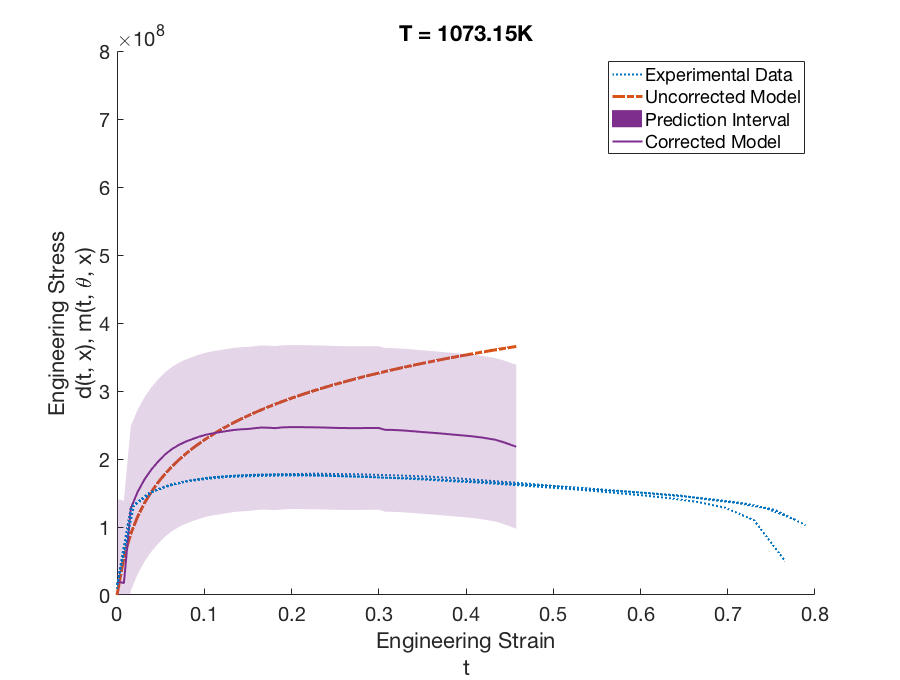 T = 1073.15K
×10⁸
8
7
6
5
4
3
2
1
0
Engineering Stress
d(t, x), m(t, θ, x)
Experimental Data
Uncorrected Model
Prediction Interval
Corrected Model
0 0.1 0.2 0.3 0.4 0.5 0.6 0.7 0.8
Engineering Strain
t